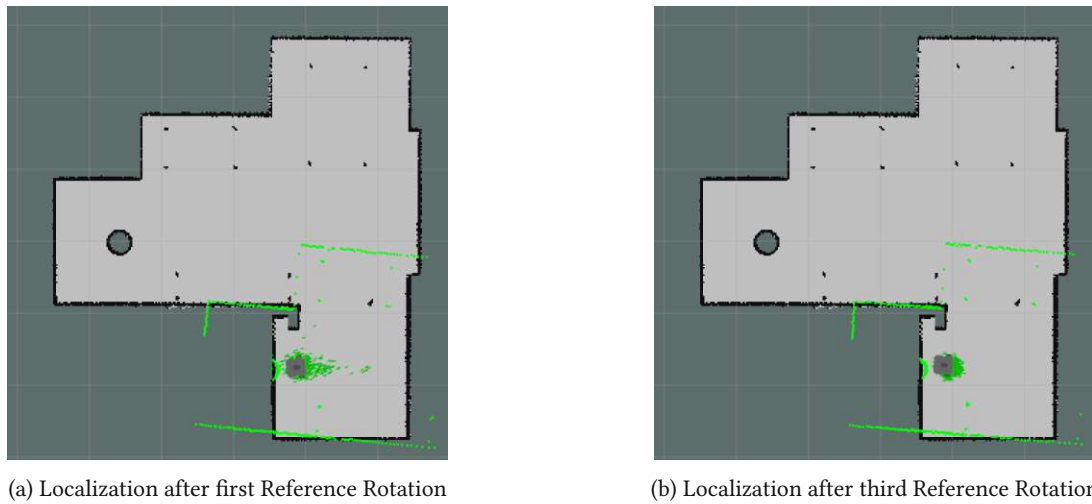 (a) Localization after first Reference Rotation
(b) Localization after third Reference Rotation